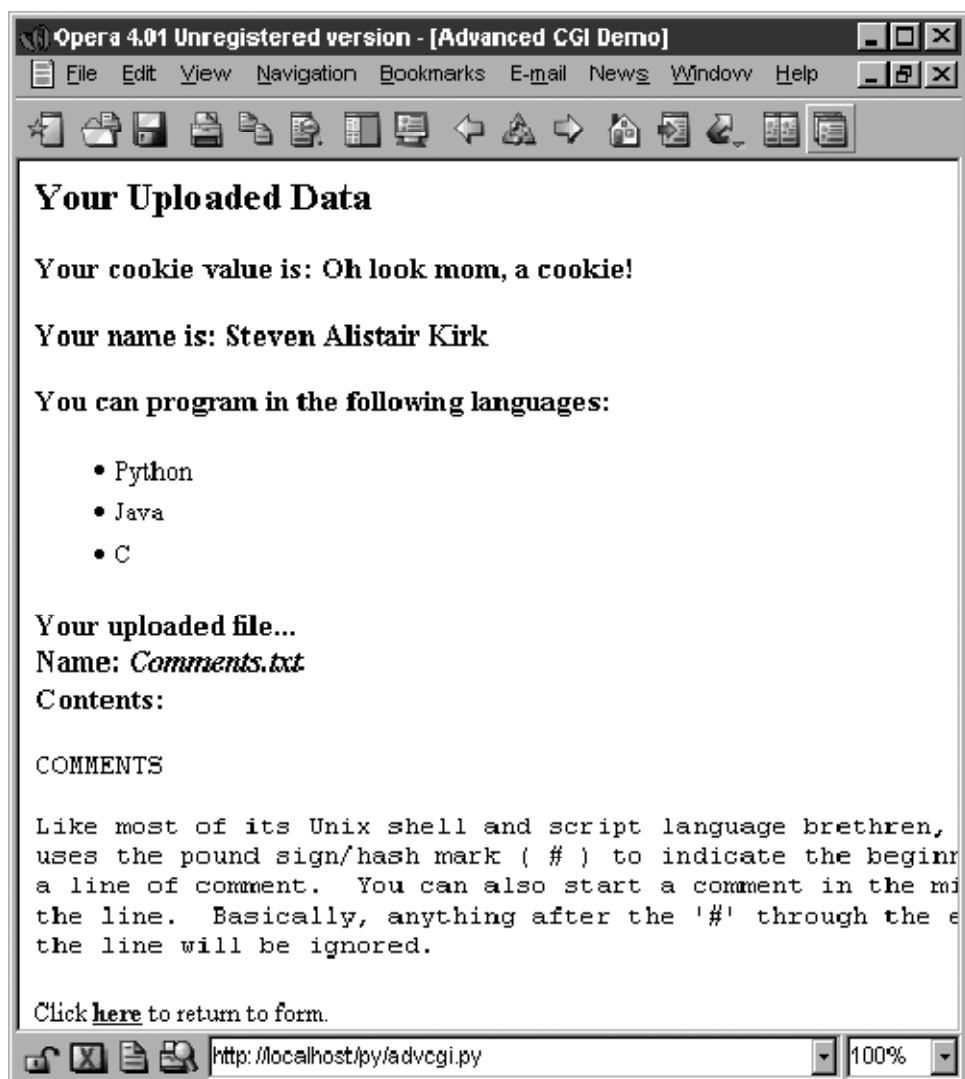 Opera 4.01 Unregistered version - [Advanced CGI Demo]
File Edit View Navigation Bookmarks E-mail News Window Help
Your Uploaded Data
Your cookie value is: Oh look mom, a cookie!
Your name is: Steven Alistair Kirk
You can program in the following languages:
• Python
• Java
• C
Your uploaded file...
Name: Comments.txt
Contents:
COMMENTS
Like most of its Unix shell and script language brethren,
uses the pound sign/hash mark ( # ) to indicate the
a line of comment.  You can also start a comment in the
the line.  Basically, anything after the '#' through the
the line will be ignored.
Click here to return to form.
http://localhost/py/advcgi.py 100%